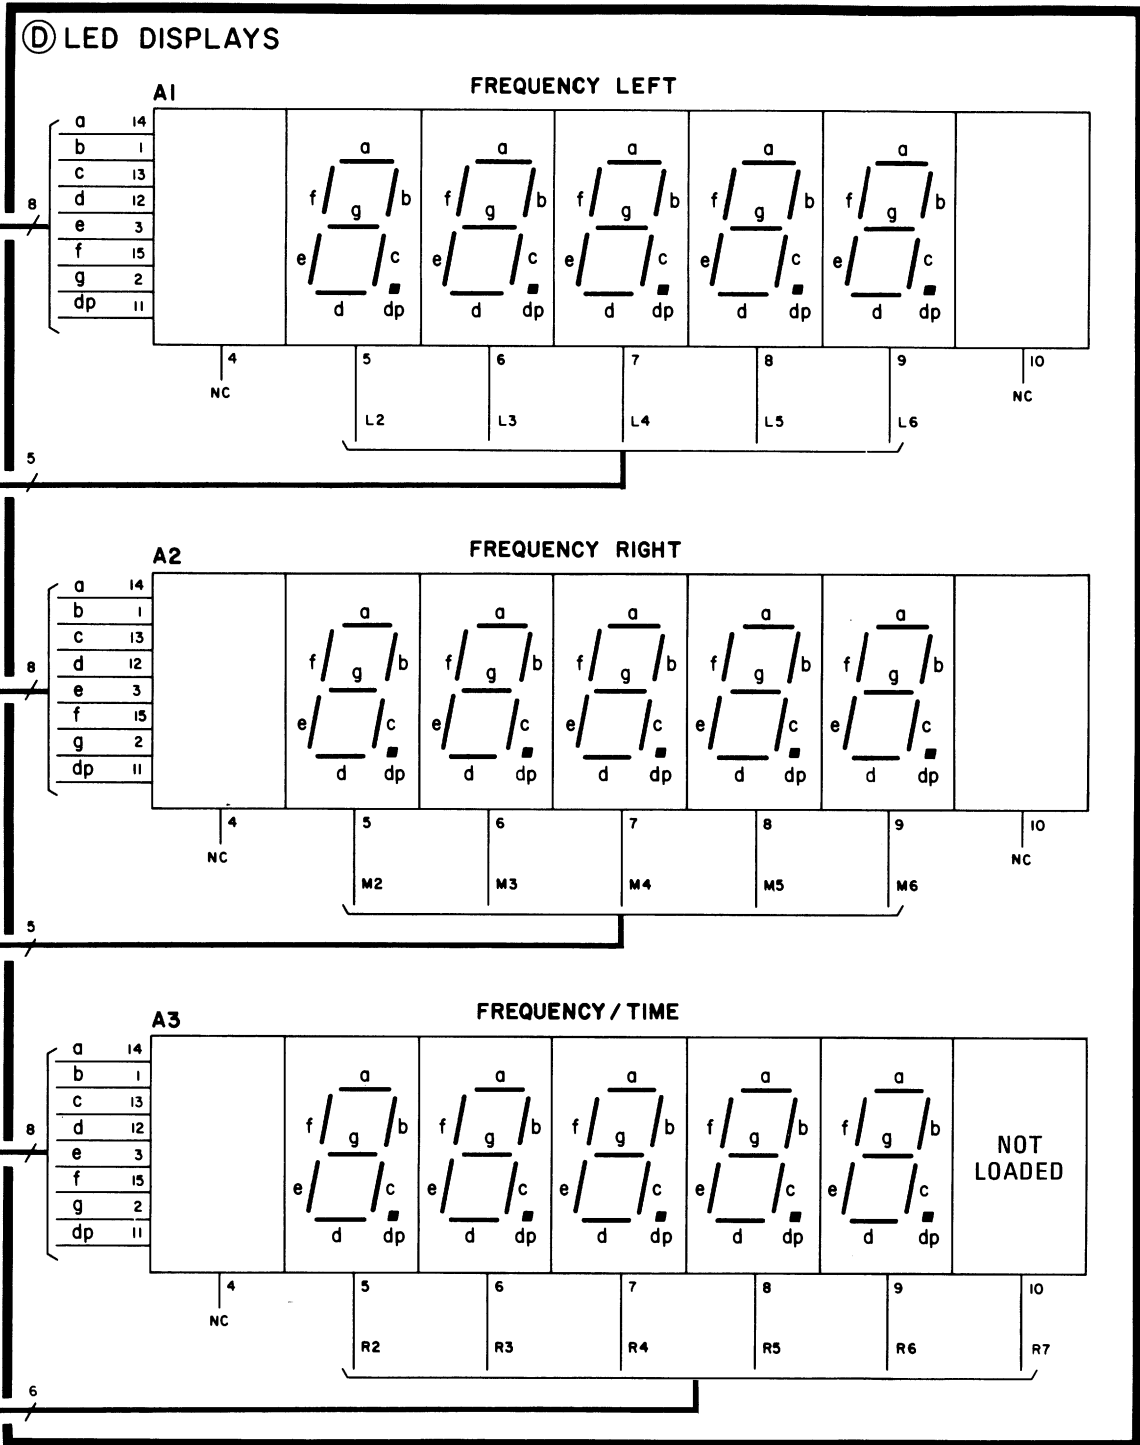 D LED DISPLAYS
FREQUENCY LEFT
A1
a 14
b 1
c 13
d 12
e 3
f 15
g 2
dp 11
8
a a a a a
f b f b f b f b f b
g g g g g
e c e c e c e c e c
d dp d dp d dp d dp d dp
4 5 6 7 8 9 10
NC NC
L2 L3 L4 L5 L6
5
FREQUENCY RIGHT
A2
a 14
b 1
c 13
d 12
e 3
f 15
g 2
dp 11
8
a a a a a
f b f b f b f b f b
g g g g g
e c e c e c e c e c
d dp d dp d dp d dp d dp
4 5 6 7 8 9 10
NC NC
M2 M3 M4 M5 M6
5
FREQUENCY/TIME
A3
a 14
b 1
c 13
d 12
e 3
f 15
g 2
dp 11
8
a a a a a
f b f b f b f b f b
g g g g g
e c e c e c e c e c
d dp d dp d dp d dp d dp
NOT
LOADED
4 5 6 7 8 9 10
NC
R2 R3 R4 R5 R6 R7
6